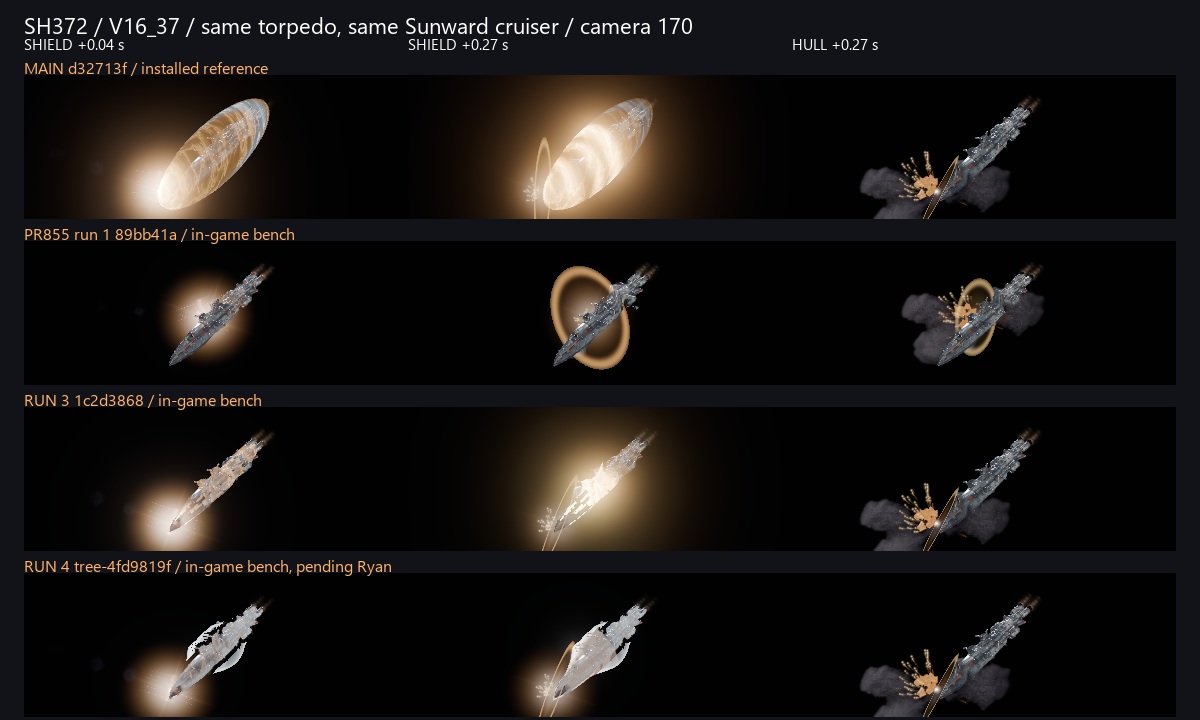 SH372 / V16_37 / same torpedo, same Sunward cruiser / camera 170
SHIELD +0.04 s SHIELD +0.27 s HULL +0.27 s
MAIN d32713f / installed reference
PR855 run 1 89bb41a / in-game bench
RUN 3 1c2d3868 / in-game bench
RUN 4 tree-4fd9819f / in-game bench, pending Ryan